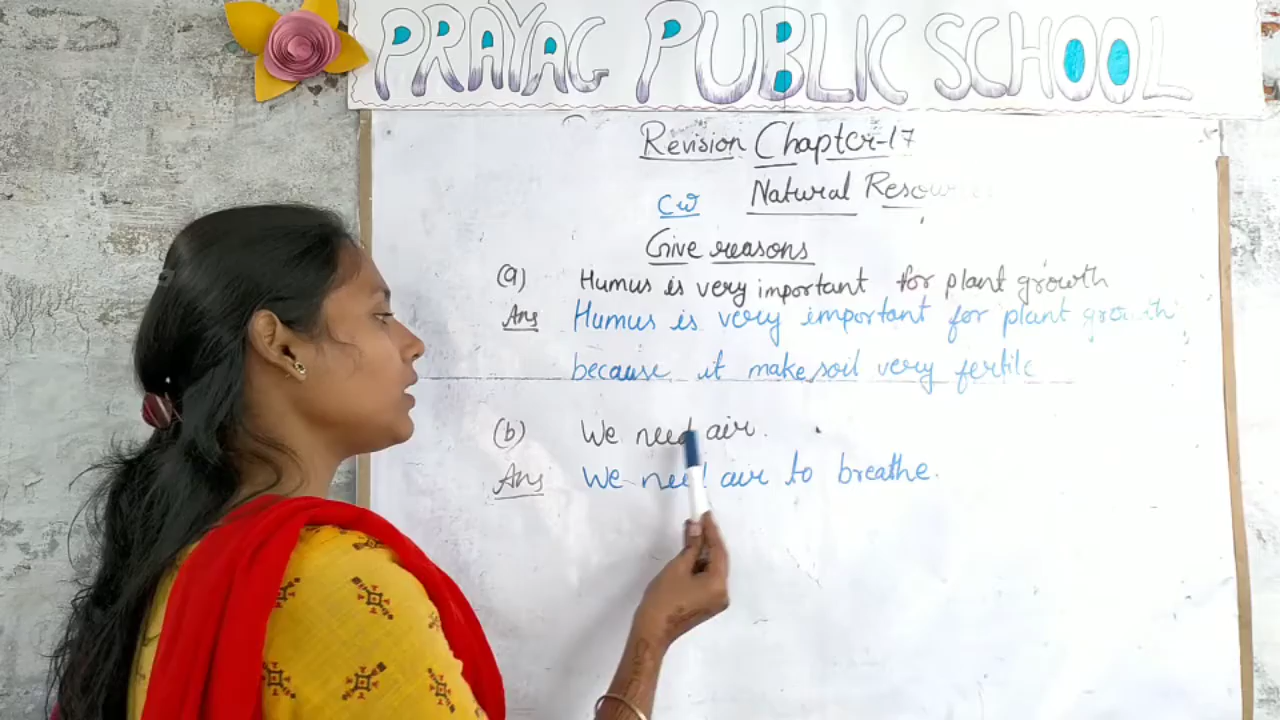 PRAYAG PUBLIC SCHOOL
Revision Chapter-17
Natural Resour
CW
Give reasons
(a) Humus is very important for plant growth
Ans Humus is very important for plant growth
because it make soil very fertile
(b) We need air.
Ans We need air to breathe.